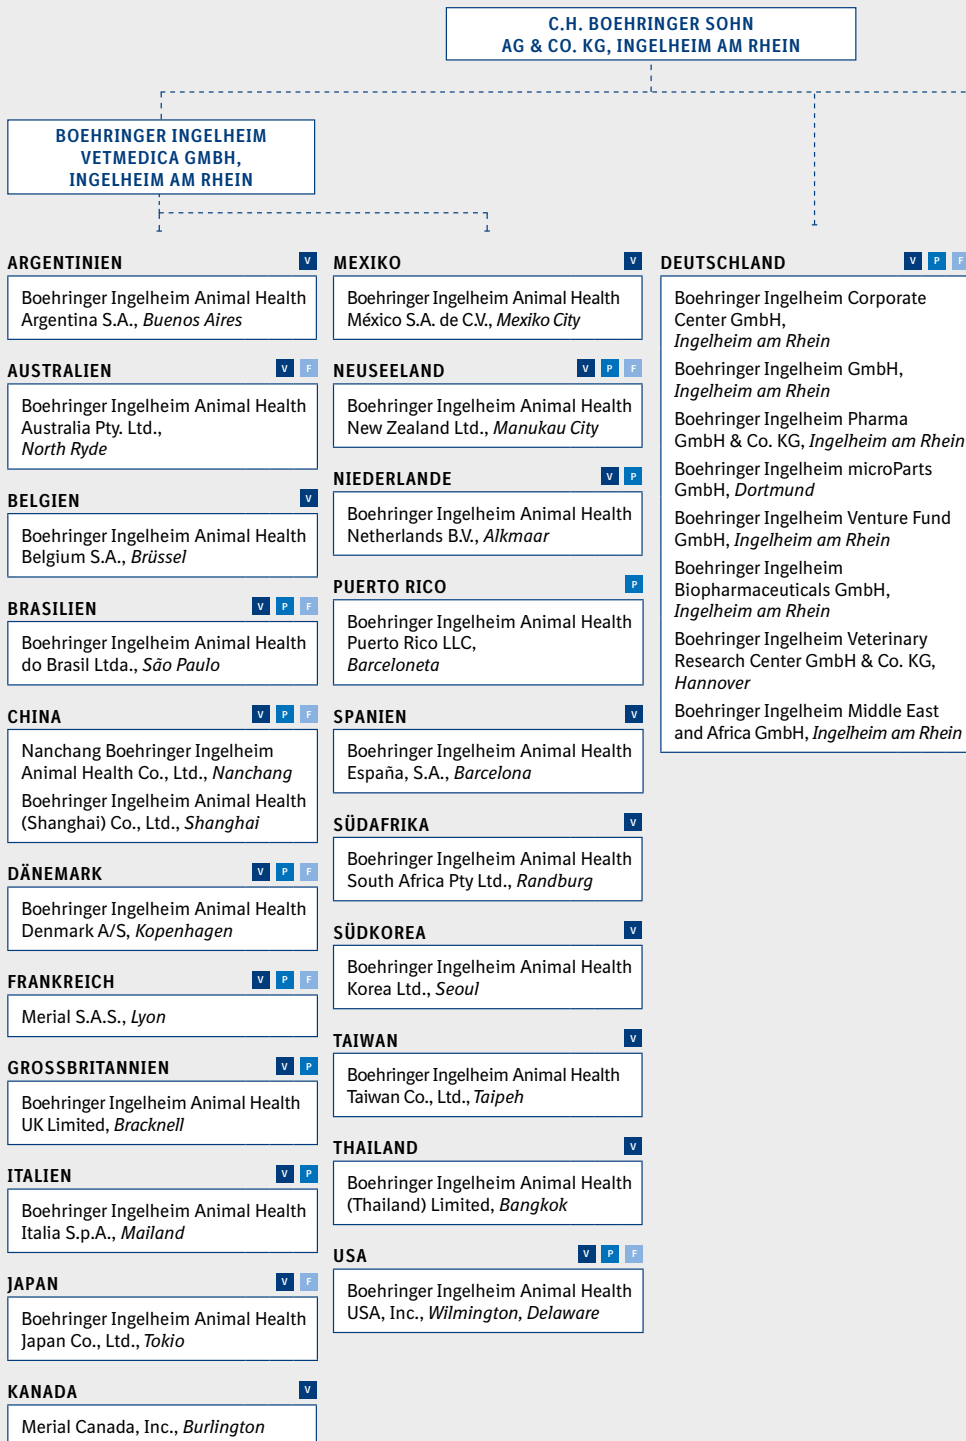 C.H. BOEHRINGER SOHN
AG & CO. KG, INGELHEIM AM RHEIN
BOEHRINGER INGELHEIM
VETMEDICA GMBH,
INGELHEIM AM RHEIN
ARGENTINIEN V
Boehringer Ingelheim Animal Health
Argentina S.A., Buenos Aires
AUSTRALIEN V F
Boehringer Ingelheim Animal Health
Australia Pty. Ltd.,
North Ryde
BELGIEN V
Boehringer Ingelheim Animal Health
Belgium S.A., Brüssel
BRASILIEN V P F
Boehringer Ingelheim Animal Health
do Brasil Ltda., São Paulo
CHINA V P F
Nanchang Boehringer Ingelheim
Animal Health Co., Ltd., Nanchang
Boehringer Ingelheim Animal Health
(Shanghai) Co., Ltd., Shanghai
DÄNEMARK V P F
Boehringer Ingelheim Animal Health
Denmark A/S, Kopenhagen
FRANKREICH V P F
Merial S.A.S., Lyon
GROSSBRITANNIEN V P
Boehringer Ingelheim Animal Health
UK Limited, Bracknell
ITALIEN V P
Boehringer Ingelheim Animal Health
Italia S.p.A., Mailand
JAPAN V F
Boehringer Ingelheim Animal Health
Japan Co., Ltd., Tokio
KANADA V
Merial Canada, Inc., Burlington
MEXIKO V
Boehringer Ingelheim Animal Health
México S.A. de C.V., Mexiko City
NEUSEELAND V P F
Boehringer Ingelheim Animal Health
New Zealand Ltd., Manukau City
NIEDERLANDE V P
Boehringer Ingelheim Animal Health
Netherlands B.V., Alkmaar
PUERTO RICO P
Boehringer Ingelheim Animal Health
Puerto Rico LLC,
Barceloneta
SPANIEN V
Boehringer Ingelheim Animal Health
España, S.A., Barcelona
SÜDAFRIKA V
Boehringer Ingelheim Animal Health
South Africa Pty Ltd., Randburg
SÜDKOREA V
Boehringer Ingelheim Animal Health
Korea Ltd., Seoul
TAIWAN V
Boehringer Ingelheim Animal Health
Taiwan Co., Ltd., Taipeh
THAILAND V
Boehringer Ingelheim Animal Health
(Thailand) Limited, Bangkok
USA V P F
Boehringer Ingelheim Animal Health
USA, Inc., Wilmington, Delaware
DEUTSCHLAND V P F
Boehringer Ingelheim Corporate
Center GmbH,
Ingelheim am Rhein
Boehringer Ingelheim GmbH,
Ingelheim am Rhein
Boehringer Ingelheim Pharma
GmbH & Co. KG, Ingelheim am Rhein
Boehringer Ingelheim microParts
GmbH, Dortmund
Boehringer Ingelheim Venture Fund
GmbH, Ingelheim am Rhein
Boehringer Ingelheim
Biopharmaceuticals GmbH,
Ingelheim am Rhein
Boehringer Ingelheim Veterinary
Research Center GmbH & Co. KG,
Hannover
Boehringer Ingelheim Middle East
and Africa GmbH, Ingelheim am Rhein